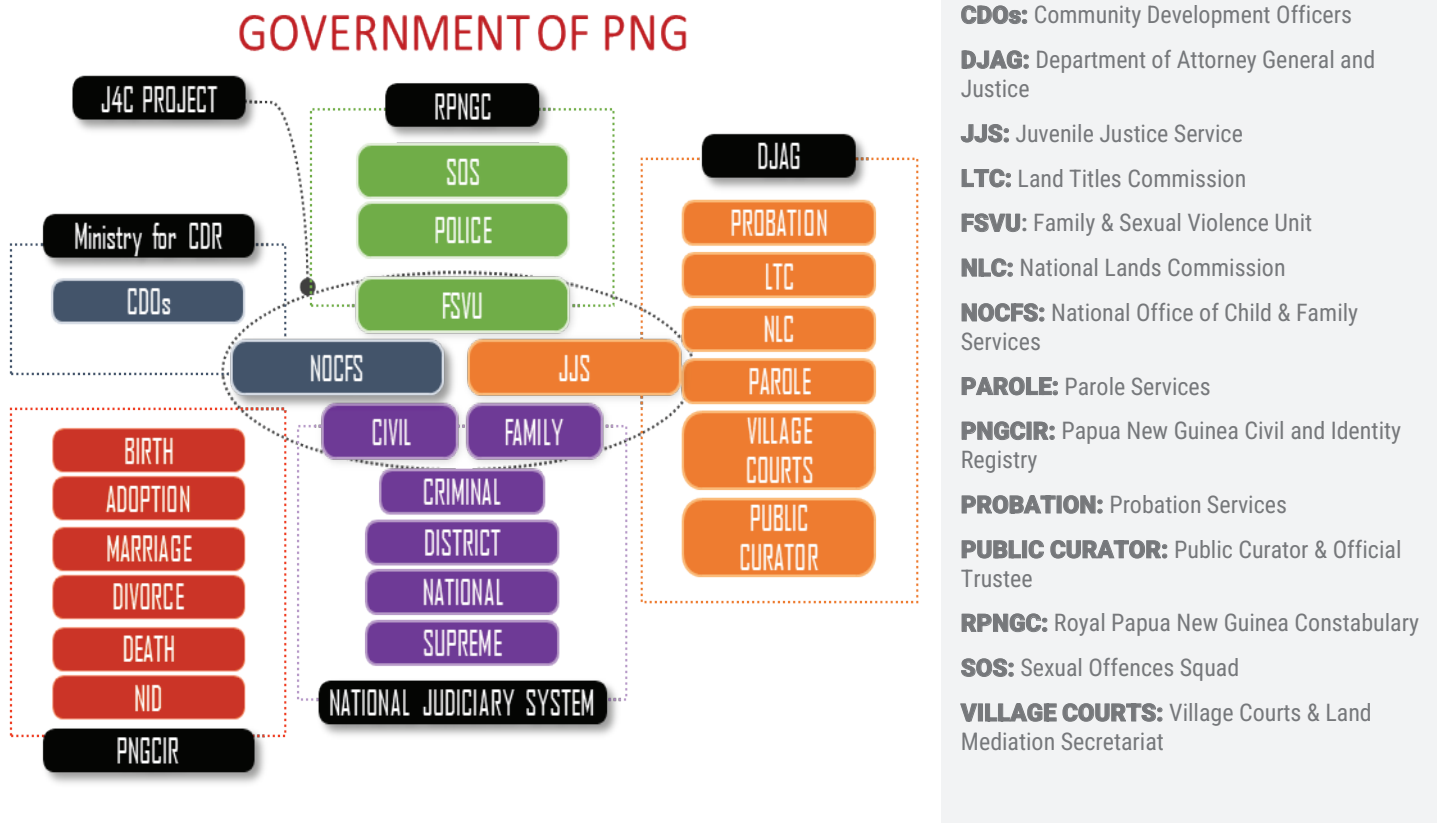 GOVERNMENT OF PNG
J4C PROJECT
RPNGC
SOS
POLICE
FSVU
DJAG
PROBATION
LTC
NLC
PAROLE
VILLAGE
COURTS
PUBLIC
CURATOR
Ministry for CDR
CDOs
NOCFS
JJS
CIVIL
FAMILY
CRIMINAL
DISTRICT
NATIONAL
SUPREME
NATIONAL JUDICIARY SYSTEM
BIRTH
ADOPTION
MARRIAGE
DIVORCE
DEATH
NID
PNGCIR
CDOs: Community Development Officers
DJAG: Department of Attorney General and
Justice
JJS: Juvenile Justice Service
LTC: Land Titles Commission
FSVU: Family & Sexual Violence Unit
NLC: National Lands Commission
NOCFS: National Office of Child & Family
Services
PAROLE: Parole Services
PNGCIR: Papua New Guinea Civil and Identity
Registry
PROBATION: Probation Services
PUBLIC CURATOR: Public Curator & Official
Trustee
RPNGC: Royal Papua New Guinea Constabulary
SOS: Sexual Offences Squad
VILLAGE COURTS: Village Courts & Land
Mediation Secretariat